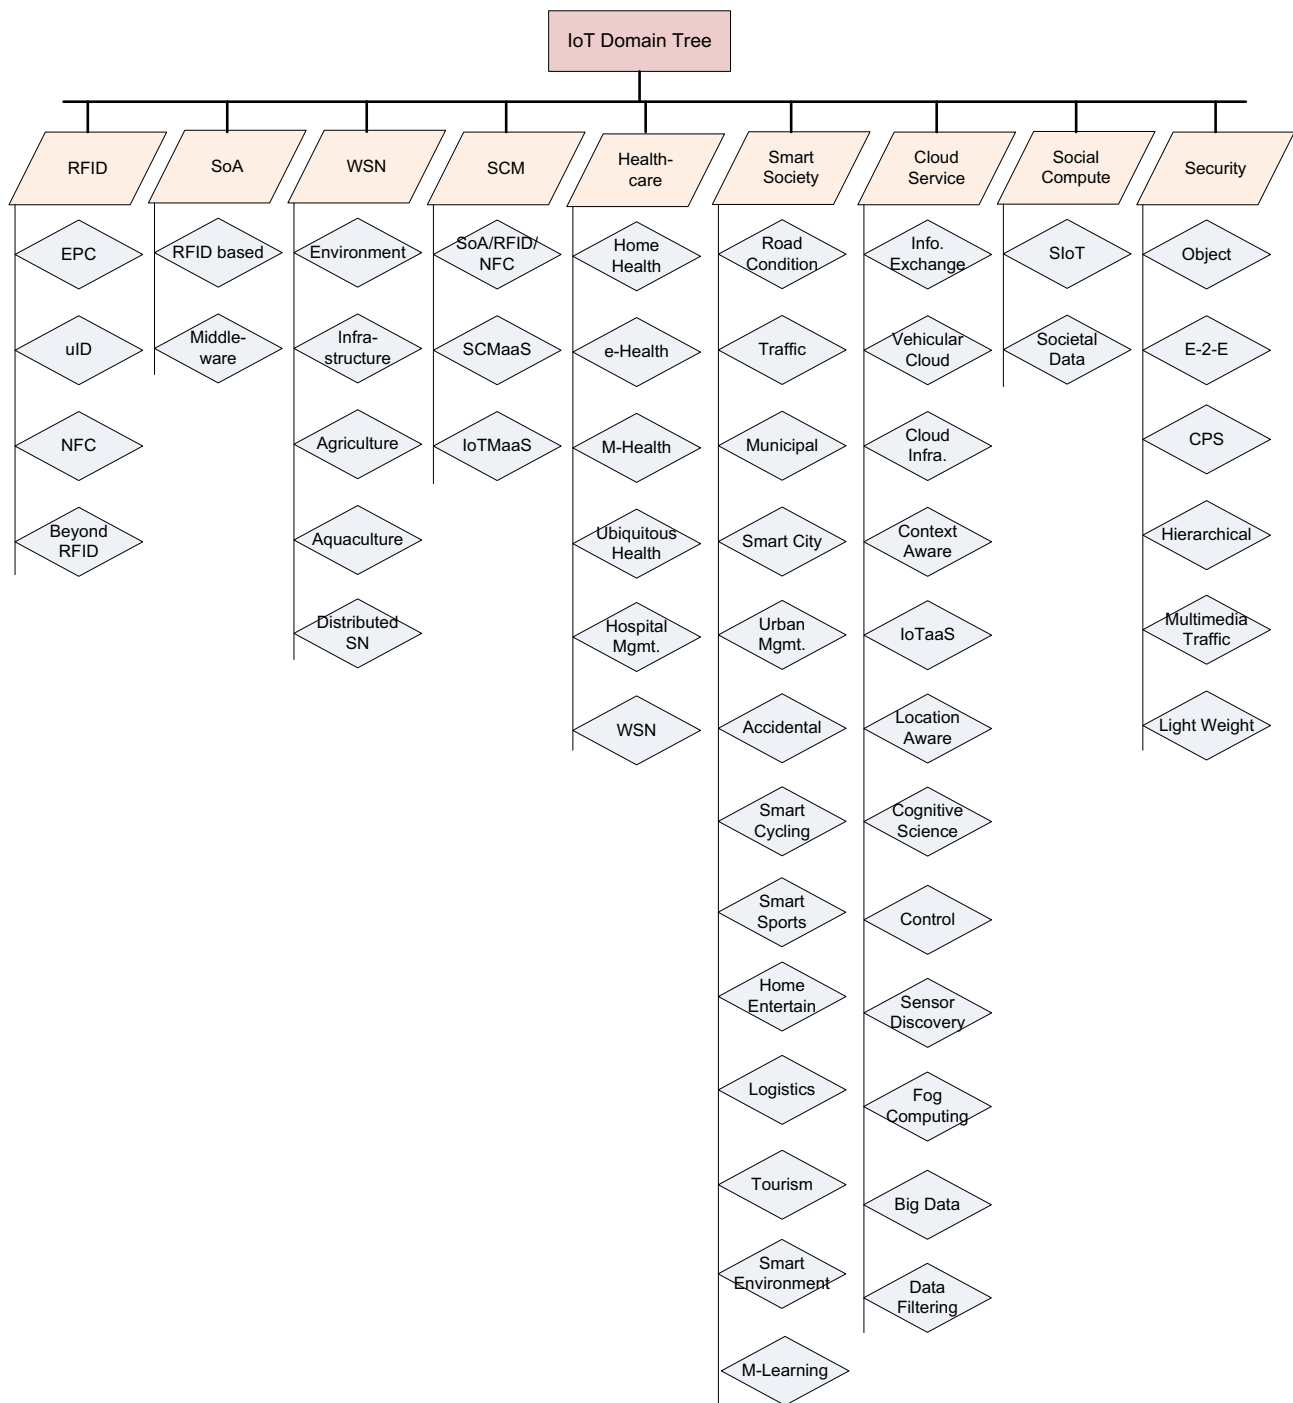 IoT Domain Tree
RFID
EPC
uID
NFC
Beyond
RFID
SoA
RFID based
Middle-
ware
WSN
Environment
Infra-
structure
Agriculture
Aquaculture
Distributed
SN
SCM
SoA/RFID/
NFC
SCMaaS
IoTMaaS
Health-
care
Home
Health
e-Health
M-Health
Ubiquitous
Health
Hospital
Mgmt.
WSN
Smart
Society
Road
Condition
Traffic
Municipal
Smart City
Urban
Mgmt.
Accidental
Smart
Cycling
Smart
Sports
Home
Entertain
Logistics
Tourism
Smart
Environment
M-Learning
Cloud
Service
Info.
Exchange
Vehicular
Cloud
Cloud
Infra.
Context
Aware
IoTaaS
Location
Aware
Cognitive
Science
Control
Sensor
Discovery
Fog
Computing
Big Data
Data
Filtering
Social
Compute
SIoT
Societal
Data
Security
Object
E-2-E
CPS
Hierarchical
Multimedia
Traffic
Light Weight